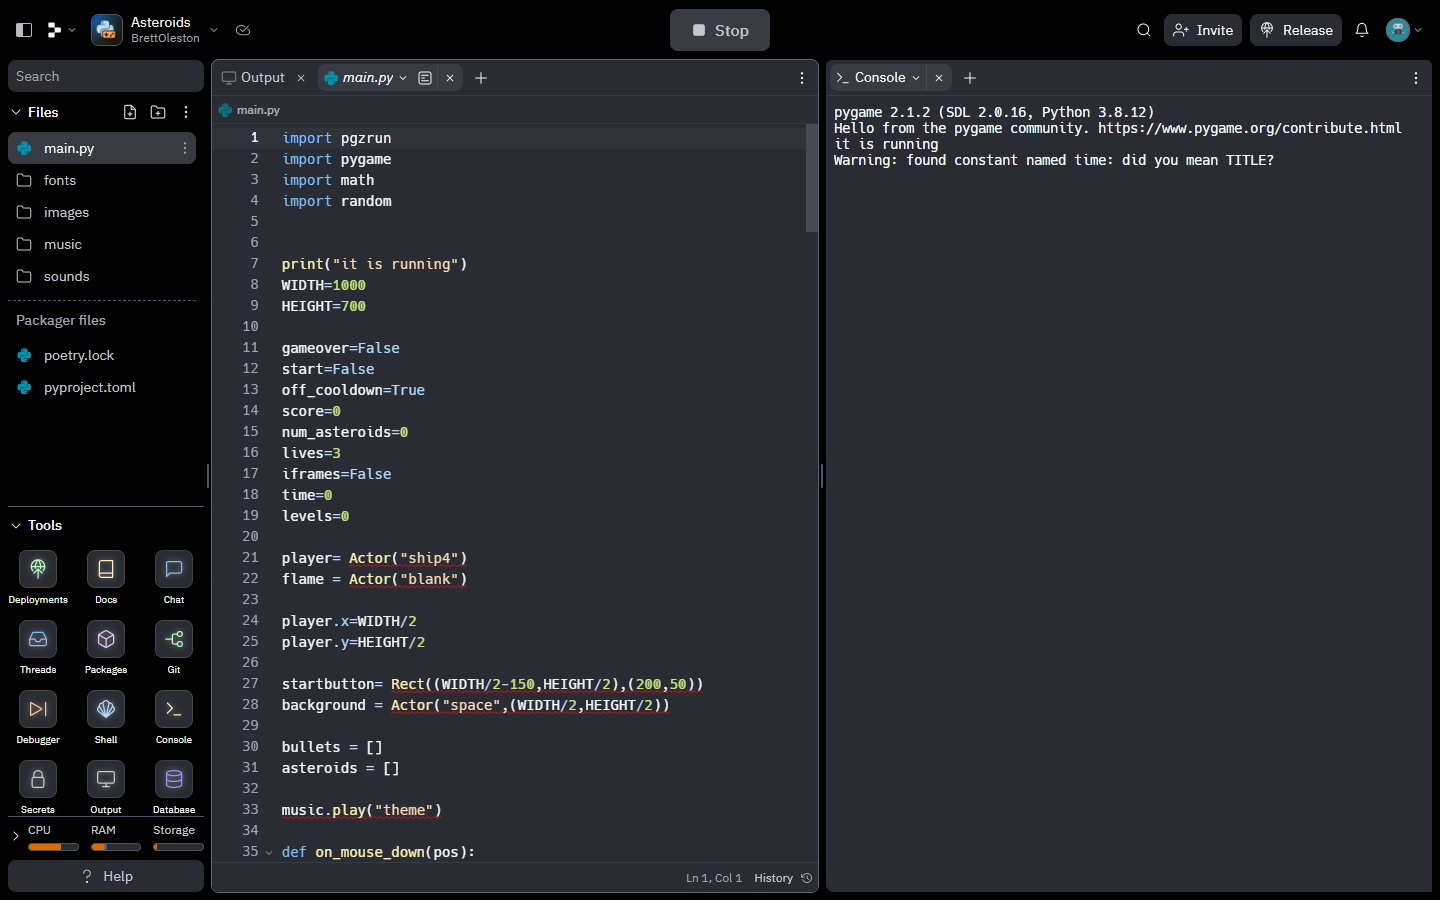 Asteroids
BrettOleston
Stop
Invite
Release
Search
Files
main.py
fonts
images
music
sounds
Packager files
poetry.lock
pyproject.toml
Tools
Deployments Docs Chat
Threads Packages Git
Debugger Shell Console
Secrets Output Database
CPU RAM Storage
? Help
Output
main.py
main.py
1 import pgzrun
2 import pygame
3 import math
4 import random
5
6
7 print("it is running")
8 WIDTH=1000
9 HEIGHT=700
10
11 gameover=False
12 start=False
13 off_cooldown=True
14 score=0
15 num_asteroids=0
16 lives=3
17 iframes=False
18 time=0
19 levels=0
20
21 player= Actor("ship4")
22 flame = Actor("blank")
23
24 player.x=WIDTH/2
25 player.y=HEIGHT/2
26
27 startbutton= Rect((WIDTH/2-150,HEIGHT/2),(200,50))
28 background = Actor("space",(WIDTH/2,HEIGHT/2))
29
30 bullets = []
31 asteroids = []
32
33 music.play("theme")
34
35 def on_mouse_down(pos):
Ln 1, Col 1 History
Console
pygame 2.1.2 (SDL 2.0.16, Python 3.8.12)
Hello from the pygame community. https://www.pygame.org/contribute.html
it is running
Warning: found constant named time: did you mean TITLE?